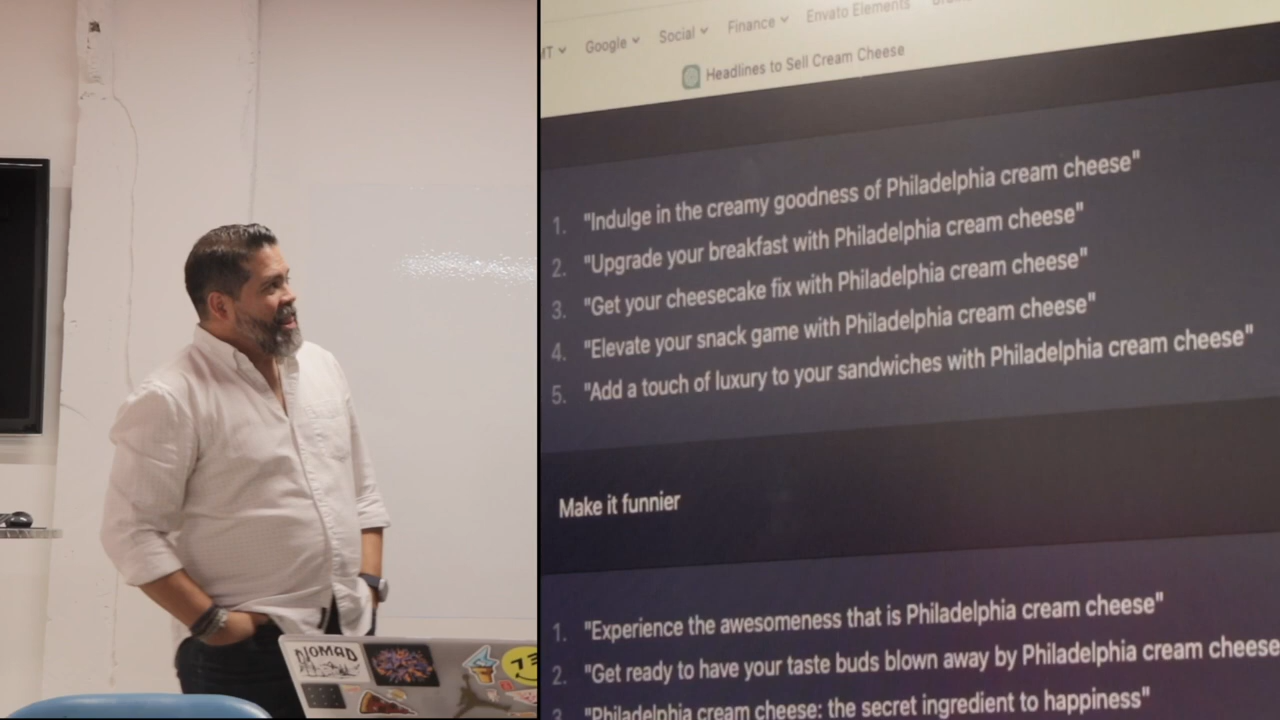 NOMAD
Google Social Finance Envato Elements
Headlines to Sell Cream Cheese
1. "Indulge in the creamy goodness of Philadelphia cream cheese"
2. "Upgrade your breakfast with Philadelphia cream cheese"
3. "Get your cheesecake fix with Philadelphia cream cheese"
4. "Elevate your snack game with Philadelphia cream cheese"
5. "Add a touch of luxury to your sandwiches with Philadelphia cream cheese"
Make it funnier
1. "Experience the awesomeness that is Philadelphia cream cheese"
2. "Get ready to have your taste buds blown away by Philadelphia cream cheese
3. "Philadelphia cream cheese: the secret ingredient to happiness"